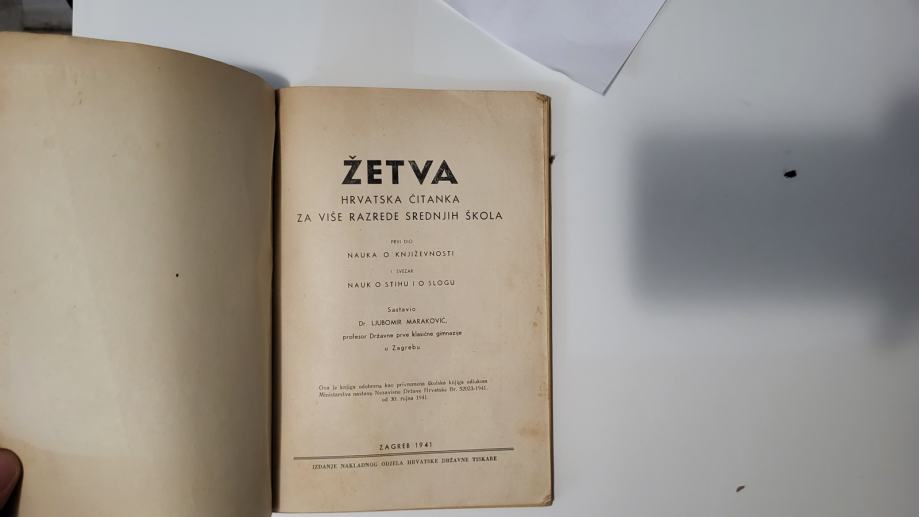 ŽETVA
HRVATSKA ČITANKA
ZA VIŠE RAZREDE SREDNJIH ŠKOLA
PRVI DIO
NAUKA O KNJIŽEVNOSTI
I. SVEZAK
NAUK O STIHU I O SLOGU
Sastavio
Dr. LJUBOMIR MARAKOVIĆ,
profesor Državne prve klasične gimnazije
u Zagrebu
Ova je knjiga odobrena kao privremena školska knjiga odlukom
Ministarstva nastave Nezavisne Države Hrvatske Br. 52023-1941.
od 30. rujna 1941.
ZAGREB 1941
IZDANJE NAKLADNOG ODJELA HRVATSKE DRŽAVNE TISKARE